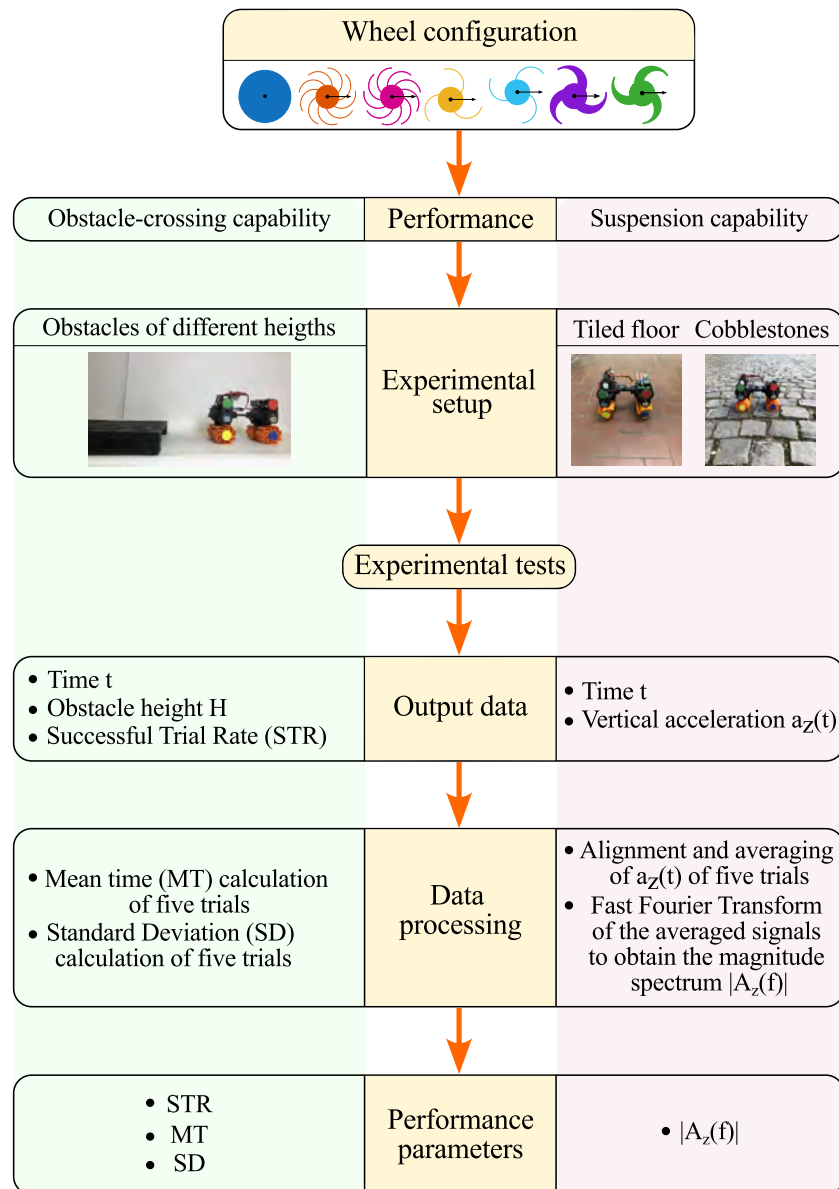 Wheel configuration
Obstacle-crossing capability
Performance
Suspension capability
Obstacles of different heigths
Experimental
setup
Tiled floor
Cobblestones
Experimental tests
• Time t
• Obstacle height H
• Successful Trial Rate (STR)
Output data
• Time t
• Vertical acceleration aZ(t)
• Mean time (MT) calculation
of five trials
• Standard Deviation (SD)
calculation of five trials
Data
processing
• Alignment and averaging
of aZ(t) of five trials
• Fast Fourier Transform
of the averaged signals
to obtain the magnitude
spectrum |Az(f)|
• STR
• MT
• SD
Performance
parameters
• |Az(f)|